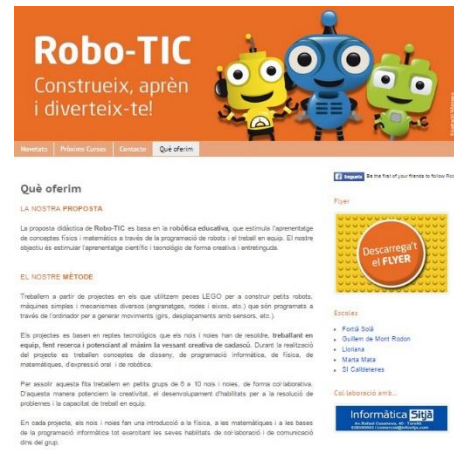 Robo-TIC
Construeix, aprèn
i diverteix-te!
Novetats
Pròxims Cursos
Contacte
Què oferim
Què oferim
LA NOSTRA PROPOSTA
La proposta didàctica de Robo-TIC es basa en la robòtica educativa, que estimula l'aprenentatge
de conceptes física i matemàtics a través de la programació de robots i el treball en equip. El nostre
objectiu és estimular l'aprenentatge científic i tecnològic de forma creativa i entretinguda.
EL NOSTRE MÈTODE
Treballem a partir de projectes en els que utilitzem peces LEGO per a construir petits robots,
màquines simples i mecanismes diversos (engranatges, rodes i eixos, etc.) que són programats a
través de l'ordinador per a generar moviments (girs, desplaçaments amb sensors, etc.).
Els projectes es basen en reptes tecnològics que els nois i noies han de resoldre, treballant en
equip, fent recerca i potenciant al màxim la vessant creativa de cadascú. Durant la realització
del projecte es treballen conceptes de disseny, de programació informàtica, de física, de
matemàtiques, d'expressió oral i de robòtica.
Per assolir aquesta fita treballem en petits grups de 6 a 10 nois i noies, de forma col·laborativa.
D'aquesta manera potenciem la creativitat, el desenvolupament d'habilitats per a la resolució de
problemes i la capacitat de treball en equip.
En cada projecte, els nois i noies fan una introducció a la física, a les matemàtiques i a les bases
de la programació informàtica tot exercitant les seves habilitats de col·laboració i de comunicació
dins del grup.
Segueix
Be the first of your friends to follow
Flyer
Descarrega't
el FLYER
Escoles
Fortià Solà
Guillem de Mont Rodon
Lloriana
Marta Mata
SI Calldetenes
Col·laboració amb...
Informàtica Sitjà